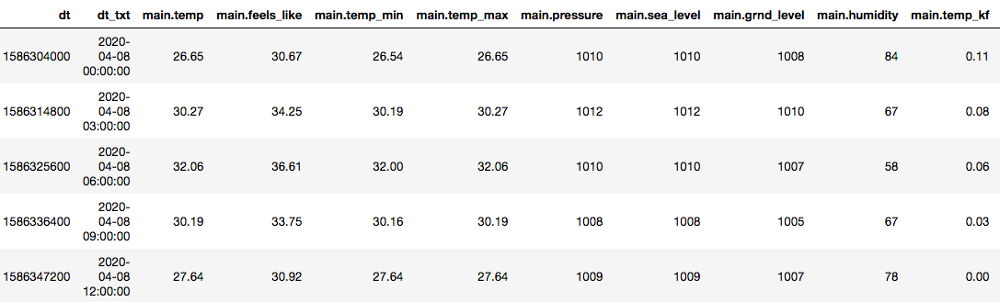 dt dt_txt main.temp main.feels_like main.temp_min main.temp_max main.pressure main.sea_level main.grnd_level main.humidity main.temp_kf
2020-
1586304000 04-08 26.65 30.67 26.54 26.65 1010 1010 1008 84 0.11
00:00:00
2020-
1586314800 04-08 30.27 34.25 30.19 30.27 1012 1012 1010 67 0.08
03:00:00
2020-
1586325600 04-08 32.06 36.61 32.00 32.06 1010 1010 1007 58 0.06
06:00:00
2020-
1586336400 04-08 30.19 33.75 30.16 30.19 1008 1008 1005 67 0.03
09:00:00
2020-
1586347200 04-08 27.64 30.92 27.64 27.64 1009 1009 1007 78 0.00
12:00:00